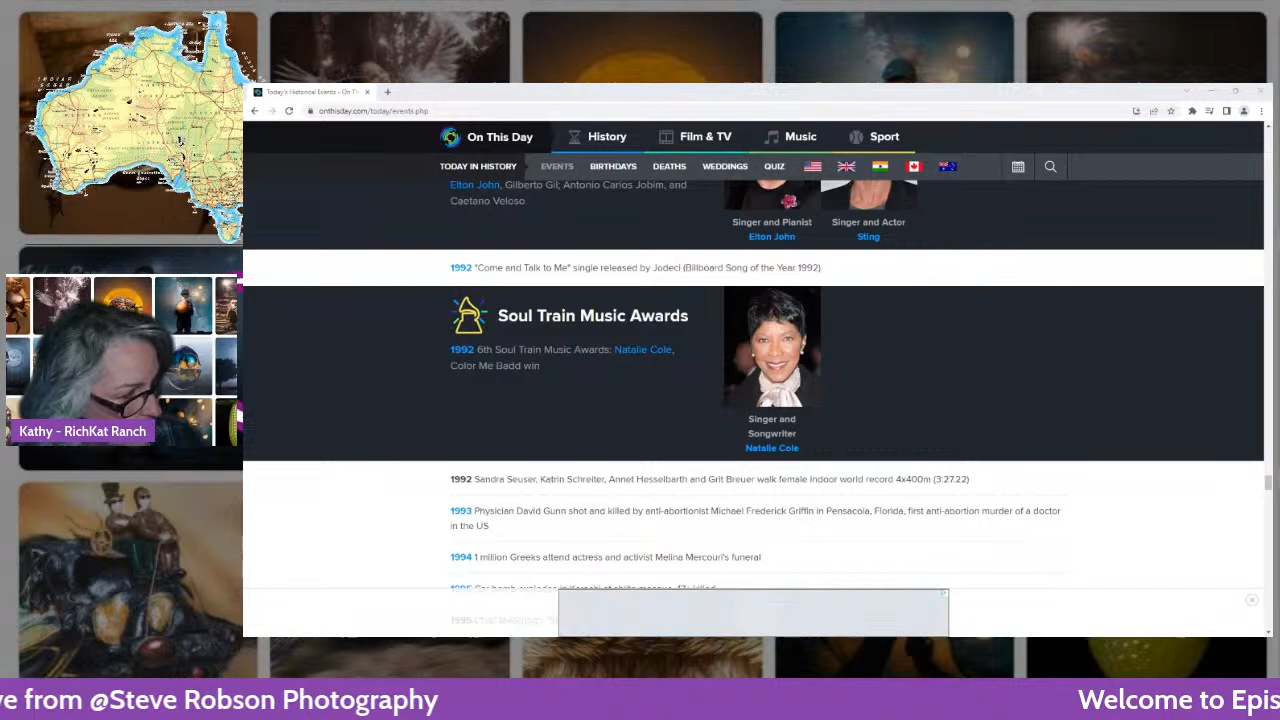 Today's Historical Events - On Th
onthisday.com/today/events.php
On This Day
History
Film & TV
Music
Sport
TODAY IN HISTORY
EVENTS
BIRTHDAYS
DEATHS
WEDDINGS
QUIZ
Elton John, Gilberto Gil; Antonio Carlos Jobim, and
Caetano Veloso
Singer and Pianist
Elton John
Singer and Actor
Sting
1992 "Come and Talk to Me" single released by Jodeci (Billboard Song of the Year 1992)
Soul Train Music Awards
1992 6th Soul Train Music Awards: Natalie Cole,
Color Me Badd win
Singer and
Songwriter
Natalie Cole
1992 Sandra Seuser, Katrin Schreiter, Annet Hesselbarth and Grit Breuer walk female indoor world record 4x400m (3:27.22)
1993 Physician David Gunn shot and killed by anti-abortionist Michael Frederick Griffin in Pensacola, Florida, first anti-abortion murder of a doctor
in the US
1994 1 million Greeks attend actress and activist Melina Mercouri's funeral
1995
Kathy - RichKat Ranch
ve from @Steve Robson Photography
Welcome to Epis